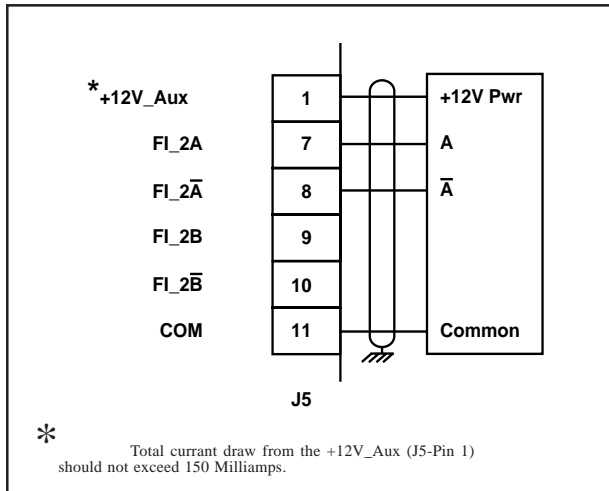 *+12V_Aux 1 +12V Pwr
FI_2A 7 A
FI_2A̅ 8 A̅
FI_2B 9
FI_2B̅ 10
COM 11 Common
J5
* Total currant draw from the +12V_Aux (J5-Pin 1)
should not exceed 150 Milliamps.